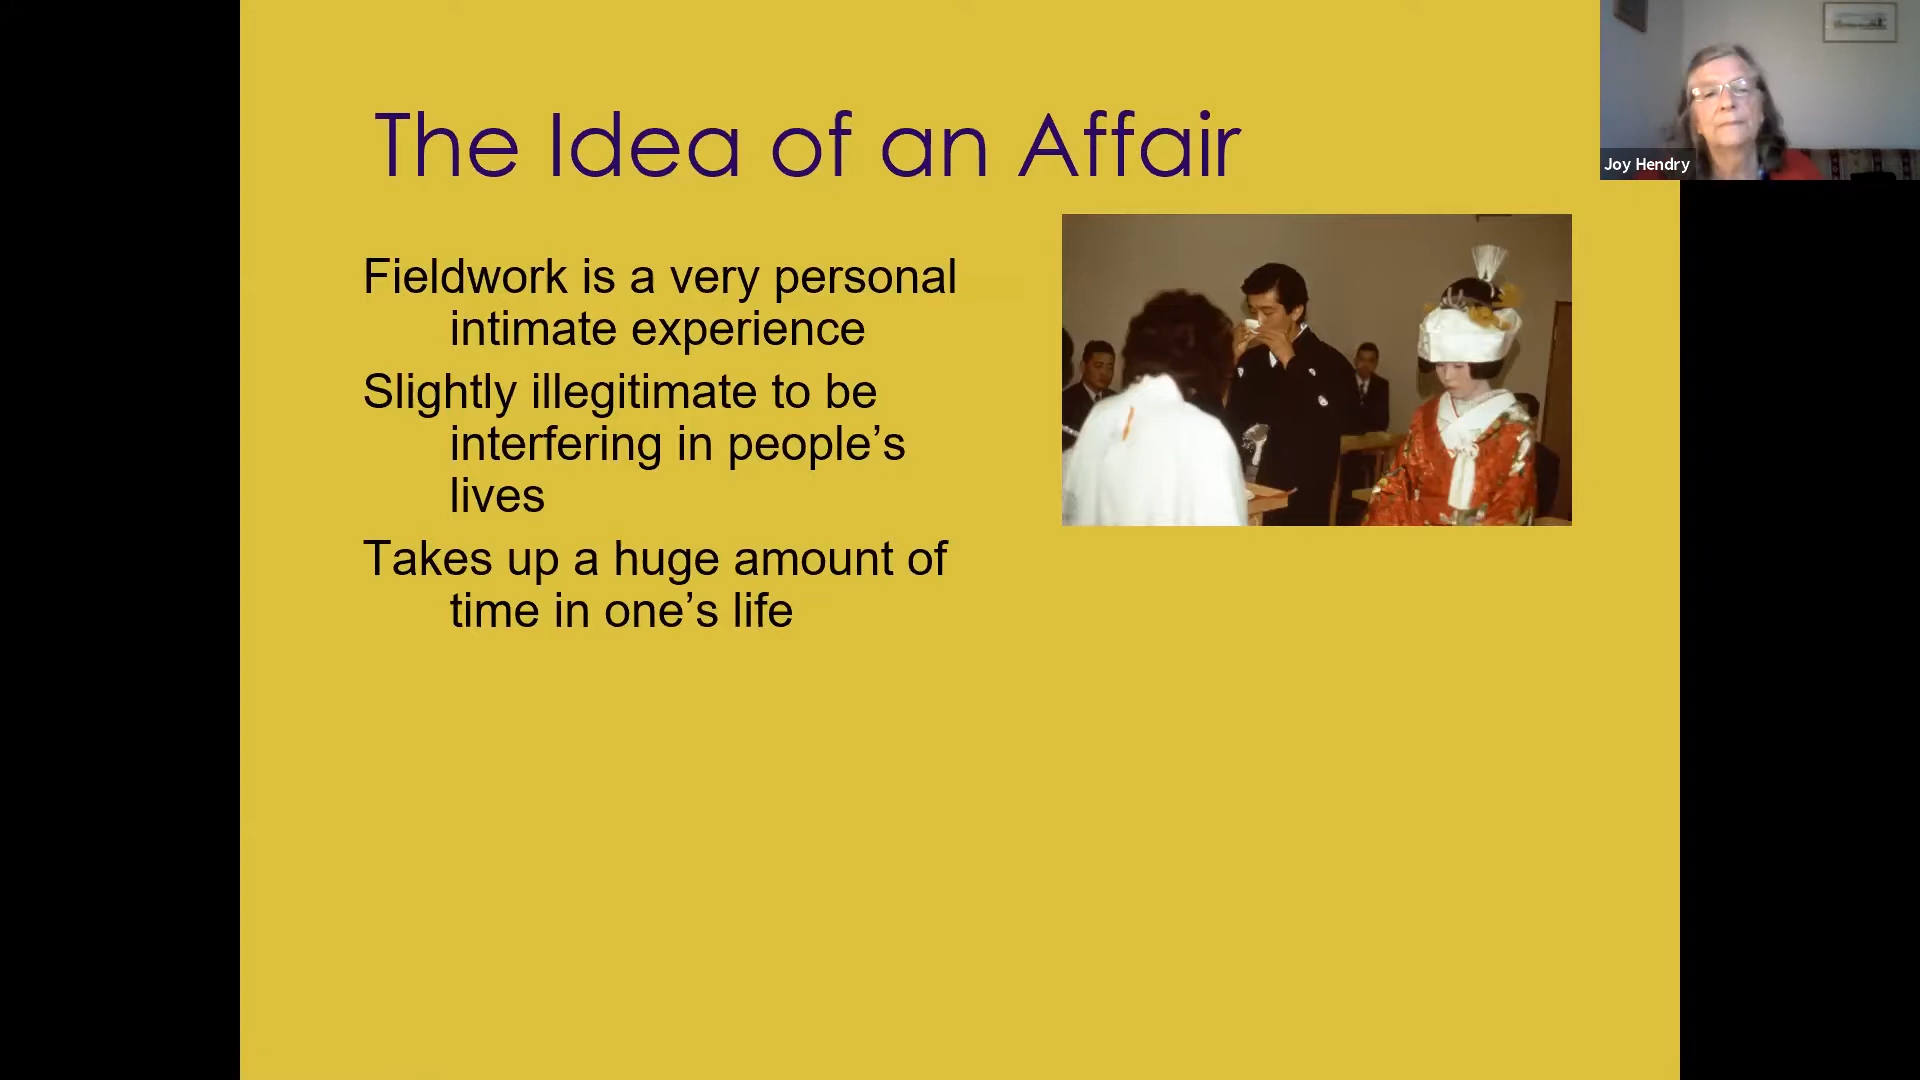 The Idea of an Affair
Fieldwork is a very personal
intimate experience
Slightly illegitimate to be
interfering in people’s
lives
Takes up a huge amount of
time in one’s life
Joy Hendry